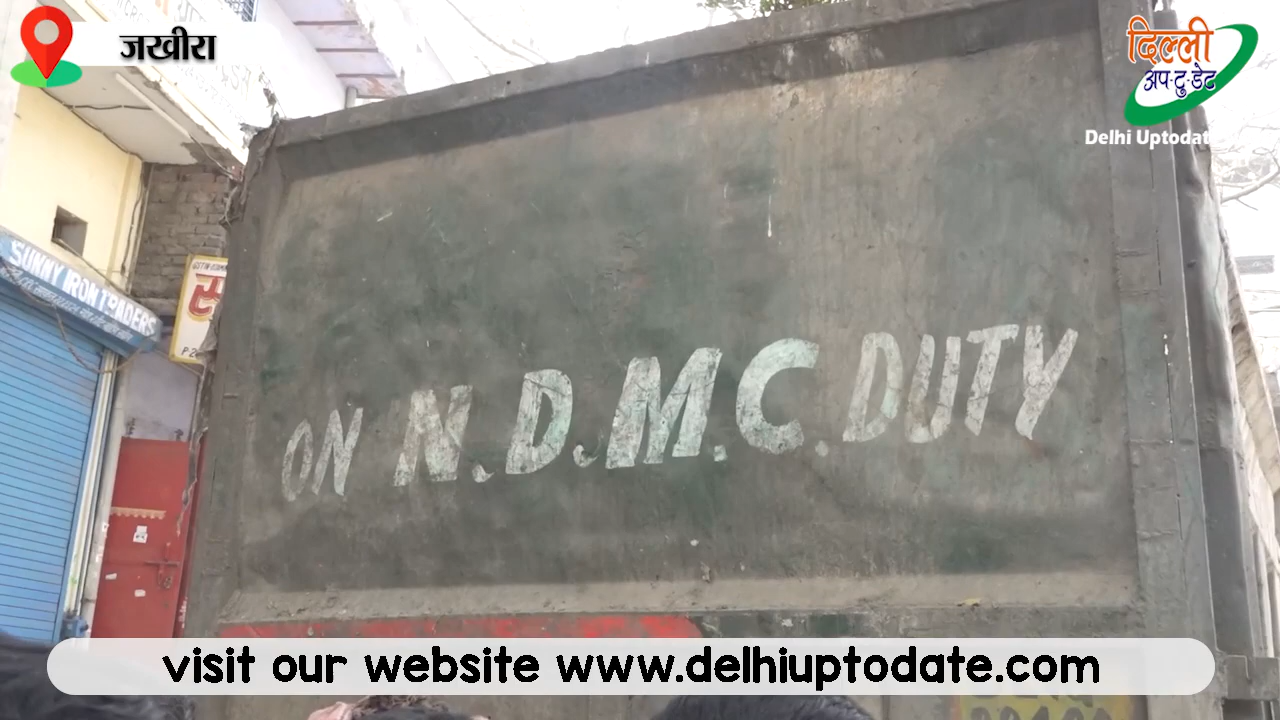 जखीरा
दिल्ली
अप-टु-डेट
Delhi Uptodat
SUNNY IRON TRADERS
ON N.D.M.C. DUTY
visit our website www.delhiuptodate.com